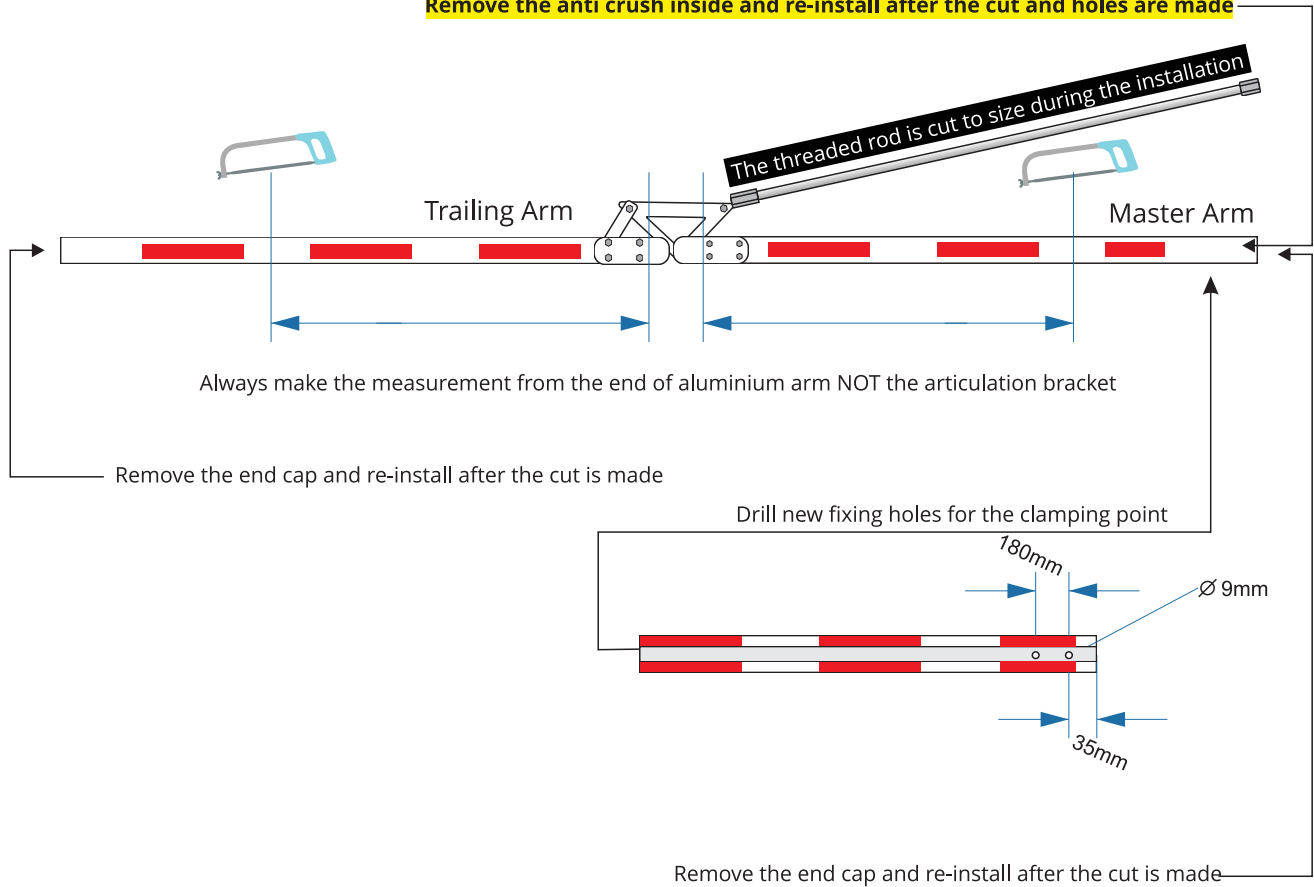 Remove the anti crush inside and re-install after the cut and holes are made
The threaded rod is cut to size during the installation
Trailing Arm
Master Arm
Always make the measurement from the end of aluminium arm NOT the articulation bracket
Remove the end cap and re-install after the cut is made
Drill new fixing holes for the clamping point
180mm
Ø 9mm
35mm
Remove the end cap and re-install after the cut is made